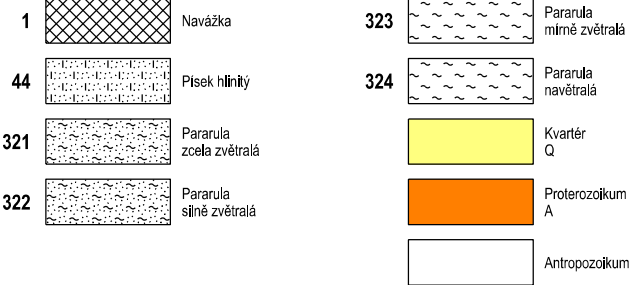 1 Navážka
44 Písek hlinitý
321 Pararula
zcela zvětralá
322 Pararula
silně zvětralá
323 Pararula
mírně zvětralá
324 Pararula
navětralá
Kvartér
Q
Proterozoikum
A
Antropozoikum